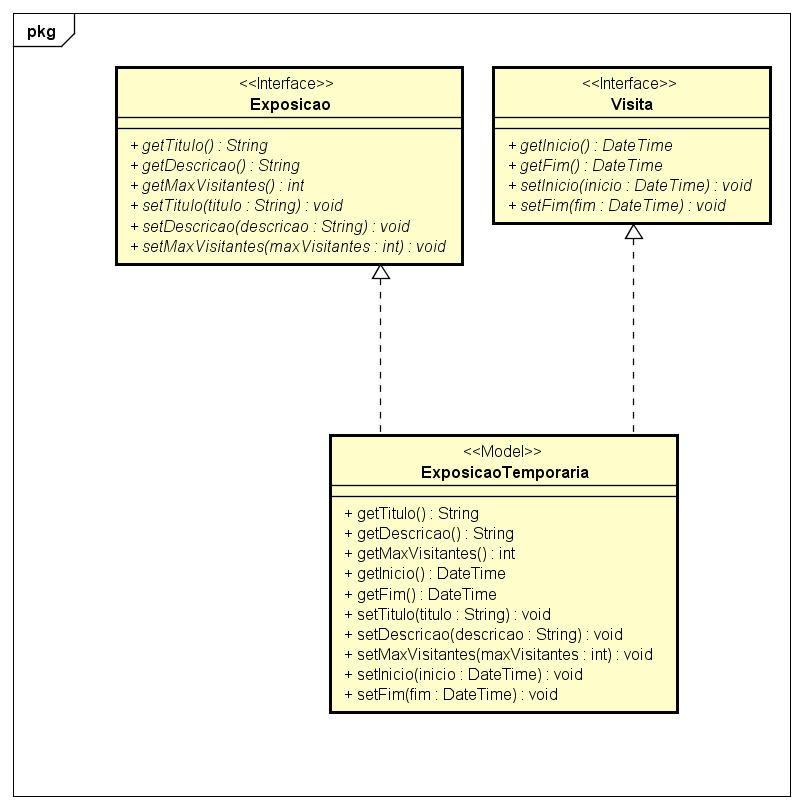 pkg
<<Interface>>
Exposicao
+ getTitulo() : String
+ getDescricao() : String
+ getMaxVisitantes() : int
+ setTitulo(titulo : String) : void
+ setDescricao(descricao : String) : void
+ setMaxVisitantes(maxVisitantes : int) : void
<<Interface>>
Visita
+ getInicio() : DateTime
+ getFim() : DateTime
+ setInicio(inicio : DateTime) : void
+ setFim(fim : DateTime) : void
<<Model>>
ExposicaoTemporaria
+ getTitulo() : String
+ getDescricao() : String
+ getMaxVisitantes() : int
+ getInicio() : DateTime
+ getFim() : DateTime
+ setTitulo(titulo : String) : void
+ setDescricao(descricao : String) : void
+ setMaxVisitantes(maxVisitantes : int) : void
+ setInicio(inicio : DateTime) : void
+ setFim(fim : DateTime) : void